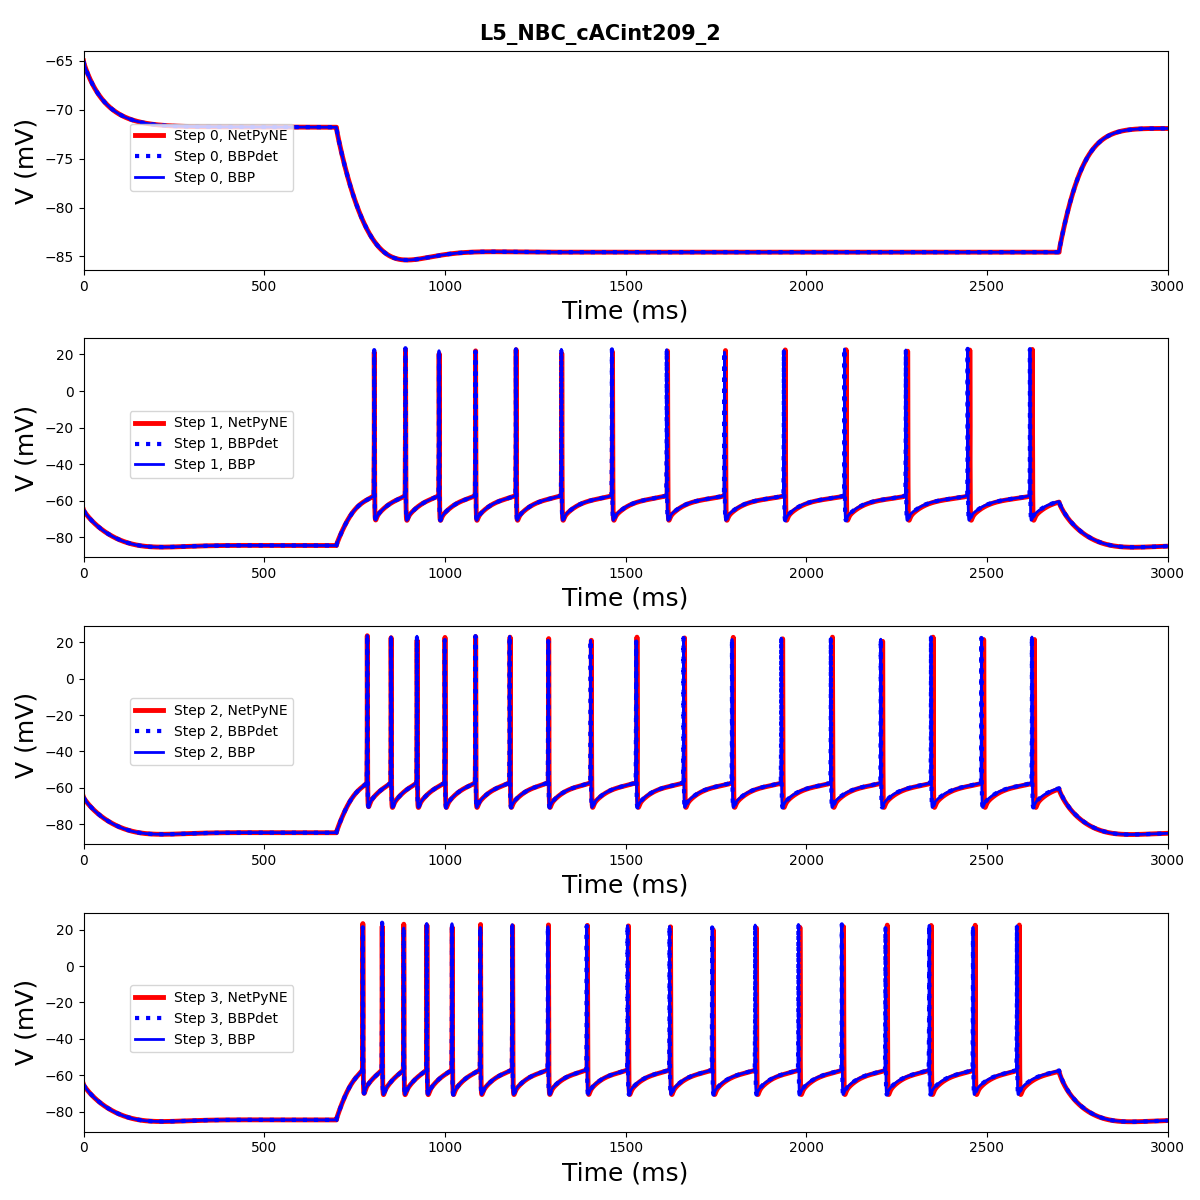 L5_NBC_cACint209_2
−65
−70
−75
−80
−85
V (mV)
Step 0, NetPyNE
Step 0, BBPdet
Step 0, BBP
0 500 1000 1500 2000 2500 3000
Time (ms)
20
0
−20
−40
−60
−80
V (mV)
Step 1, NetPyNE
Step 1, BBPdet
Step 1, BBP
0 500 1000 1500 2000 2500 3000
Time (ms)
20
0
−20
−40
−60
−80
V (mV)
Step 2, NetPyNE
Step 2, BBPdet
Step 2, BBP
0 500 1000 1500 2000 2500 3000
Time (ms)
20
0
−20
−40
−60
−80
V (mV)
Step 3, NetPyNE
Step 3, BBPdet
Step 3, BBP
0 500 1000 1500 2000 2500 3000
Time (ms)